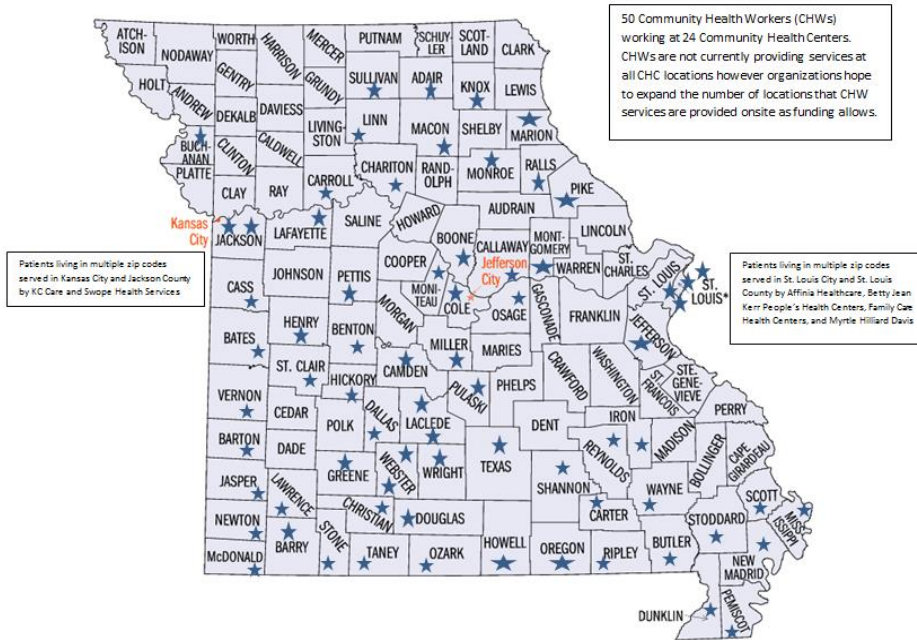 50 Community Health Workers (CHWs)
working at 24 Community Health Centers.
CHWs are not currently providing services at
all CHC locations however organizations hope
to expand the number of locations that CHW
services are provided onsite as funding allows.
ATCH-
ISON
NODAWAY
WORTH
HARRISON
MERCER
PUTNAM
SCHUY-
LER
SCOT-
LAND
CLARK
HOLT
ANDREW
GENTRY
DEKALB
DAVIESS
GRUNDY
SULLIVAN
ADAIR
KNOX
LEWIS
LIVING-
STON
LINN
MACON
SHELBY
MARION
BUCH-
ANAN
CLINTON
CALDWELL
PLATTE
CLAY
RAY
CARROLL
CHARITON
RAND-
OLPH
MONROE
RALLS
PIKE
AUDRAIN
Kansas
City
JACKSON
LAFAYETTE
SALINE
HOWARD
BOONE
CALLAWAY
MONT-
GOMERY
LINCOLN
WARREN
ST.
CHARLES
ST. LOUIS
ST.
LOUIS*
Patients living in multiple zip codes
served in Kansas City and Jackson County
by KC Care and Swope Health Services
Patients living in multiple zip codes
served in St. Louis City and St. Louis
County by Affinia Healthcare, Betty Jean
Kerr People's Health Centers, Family Care
Health Centers, and Myrtle Hilliard Davis
CASS
JOHNSON
PETTIS
COOPER
MONI-
TEAU
COLE
Jefferson
City
OSAGE
GASCONADE
FRANKLIN
JEFFERSON
BATES
HENRY
BENTON
MORGAN
MILLER
MARIES
CRAWFORD
WASHINGTON
ST.
FRANCOIS
STE.
GENE-
VIEVE
ST. CLAIR
HICKORY
CAMDEN
PULASKI
PHELPS
IRON
MADISON
PERRY
VERNON
CEDAR
POLK
DALLAS
LACLEDE
DENT
REYNOLDS
BOLLINGER
CAPE
GIRARDEAU
BARTON
DADE
GREENE
WEBSTER
WRIGHT
TEXAS
SHANNON
WAYNE
JASPER
LAWRENCE
CHRISTIAN
DOUGLAS
CARTER
STODDARD
SCOTT
MISS-
ISSIPPI
NEWTON
BARRY
STONE
TANEY
OZARK
HOWELL
OREGON
RIPLEY
BUTLER
NEW
MADRID
McDONALD
DUNKLIN
PEMISCOT